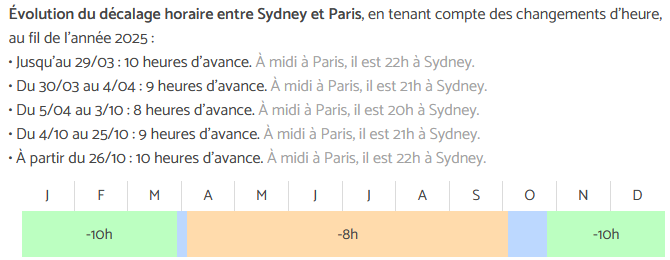 Évolution du décalage horaire entre Sydney et Paris, en tenant compte des changements d'heure,
au fil de l'année 2025 :
• Jusqu'au 29/03 : 10 heures d'avance. À midi à Paris, il est 22h à Sydney.
• Du 30/03 au 4/04 : 9 heures d'avance. À midi à Paris, il est 21h à Sydney.
• Du 5/04 au 3/10 : 8 heures d'avance. À midi à Paris, il est 20h à Sydney.
• Du 4/10 au 25/10 : 9 heures d'avance. À midi à Paris, il est 21h à Sydney.
• À partir du 26/10 : 10 heures d'avance. À midi à Paris, il est 22h à Sydney.
J F M A M J J A S O N D
-10h -8h -10h